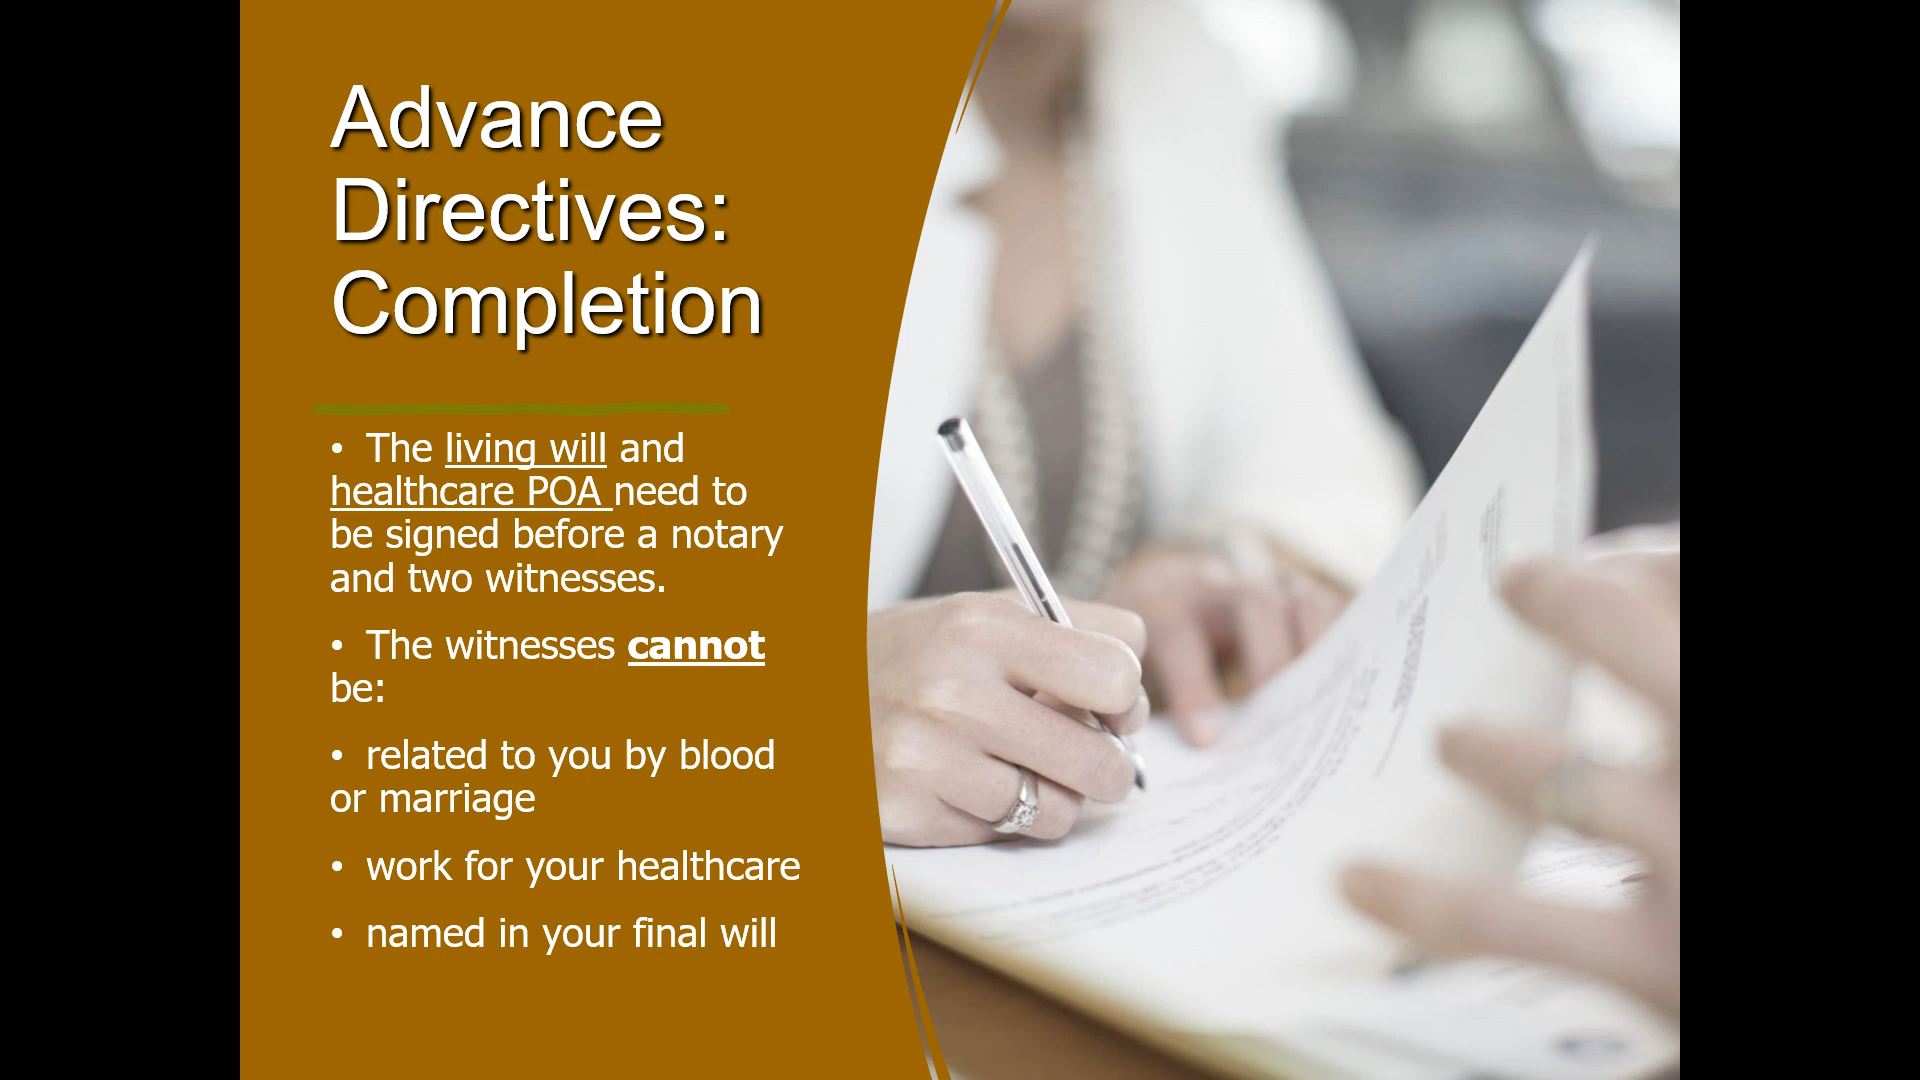 Advance
Directives:
Completion
• The living will and
healthcare POA need to
be signed before a notary
and two witnesses.
• The witnesses cannot
be:
• related to you by blood
or marriage
• work for your healthcare
• named in your final will